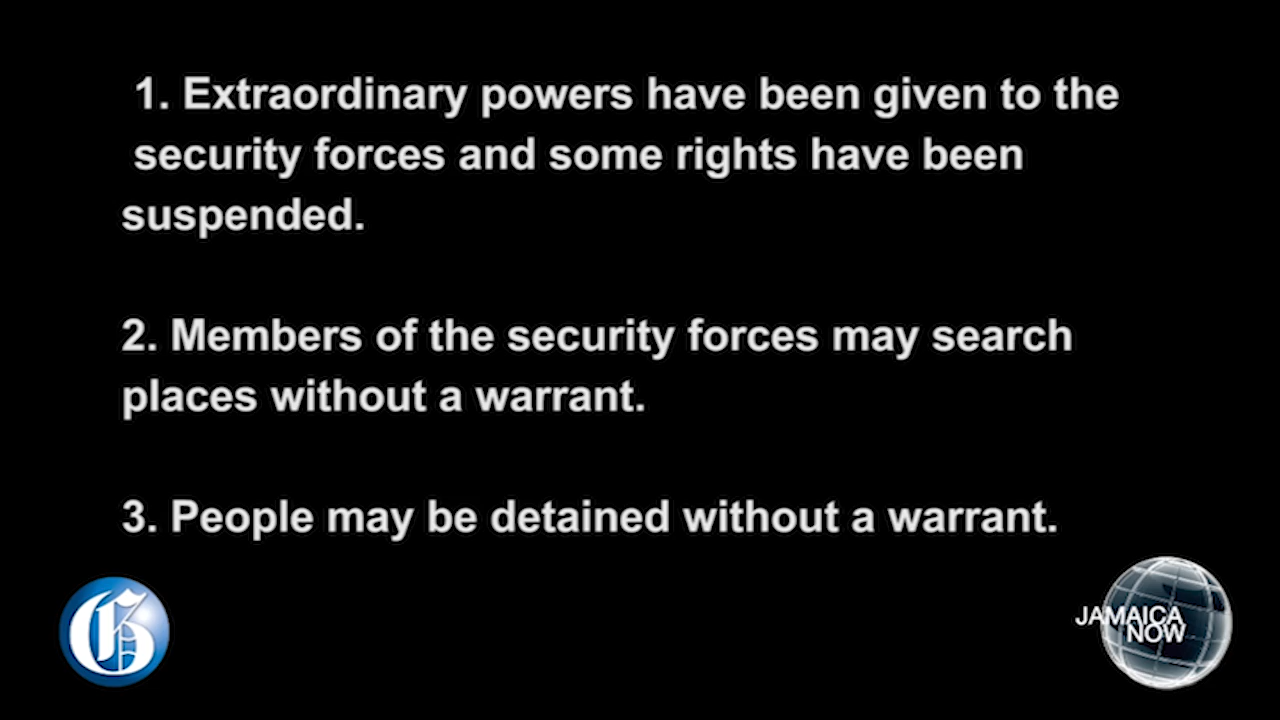 1. Extraordinary powers have been given to the
security forces and some rights have been
suspended.
2. Members of the security forces may search
places without a warrant.
3. People may be detained without a warrant.
G
JAMAICA
NOW